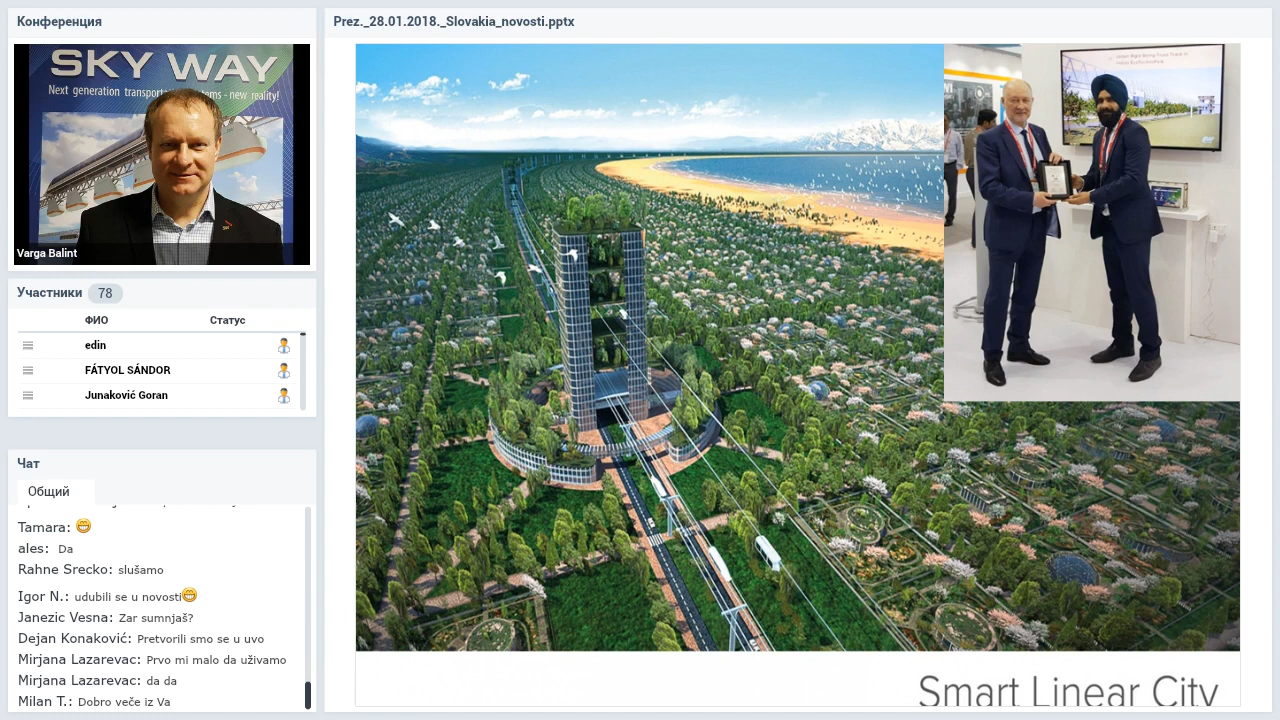 Конференция
SKY WAY
Next generation transporta ems - new reality!
Varga Balint
Участники 78
ФИО Статус
edin
FÁTYOL SÁNDOR
Junaković Goran
Чат
Общий
Tamara:
ales: Da
Rahne Srecko: slušamo
Igor N.: udubili se u novosti
Janezic Vesna: Zar sumnjaš?
Dejan Konaković: Pretvorili smo se u uvo
Mirjana Lazarevac: Prvo mi malo da uživamo
Mirjana Lazarevac: da da
Milan T.: Dobro veče iz Va
Prez._28.01.2018._Slovakia_novosti.pptx
Smart Linear City